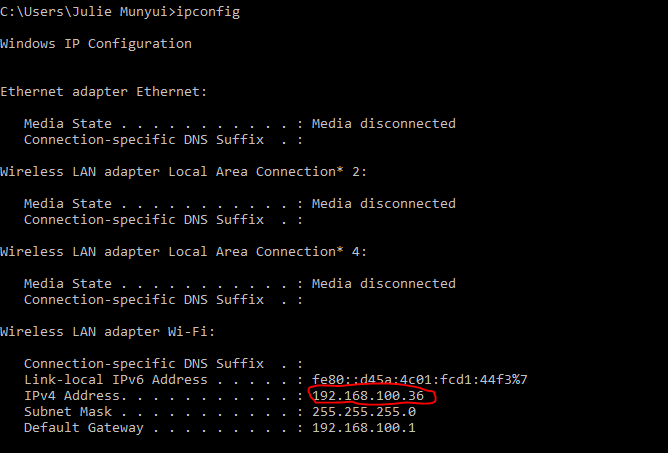 C:\Users\Julie Munyui>ipconfig
Windows IP Configuration
Ethernet adapter Ethernet:
Media State . . . . . . . . . . . : Media disconnected
Connection-specific DNS Suffix  . :
Wireless LAN adapter Local Area Connection* 2:
Media State . . . . . . . . . . . : Media disconnected
Connection-specific DNS Suffix  . :
Wireless LAN adapter Local Area Connection* 4:
Media State . . . . . . . . . . . : Media disconnected
Connection-specific DNS Suffix  . :
Wireless LAN adapter Wi-Fi:
Connection-specific DNS Suffix  . :
Link-local IPv6 Address . . . . . : fe80::d45a:4c01:fcd1:44f3%7
IPv4 Address. . . . . . . . . . . : 192.168.100.36
Subnet Mask . . . . . . . . . . . : 255.255.255.0
Default Gateway . . . . . . . . . : 192.168.100.1